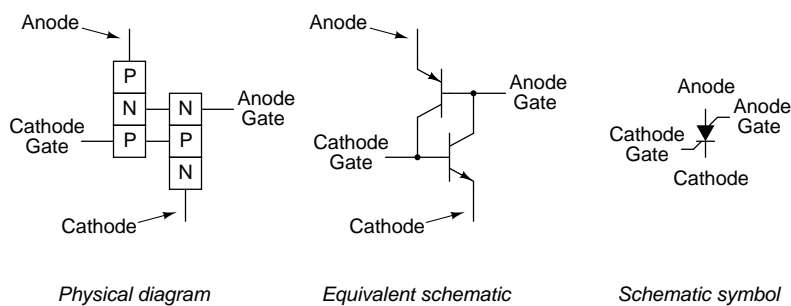 Anode
P
N
N
Anode
Gate
Cathode
Gate
P
P
N
Cathode
Physical diagram
Anode
Anode
Gate
Cathode
Gate
Cathode
Equivalent schematic
Anode
Anode
Gate
Cathode
Gate
Cathode
Schematic symbol